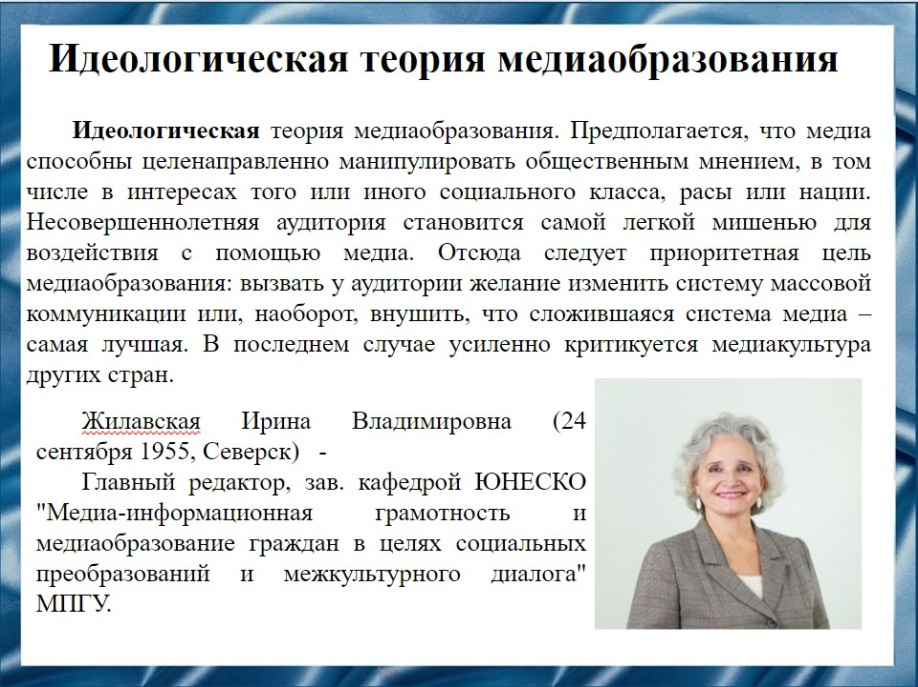 Идеологическая теория медиаобразования
Идеологическая теория медиаобразования. Предполагается, что медиа
способны целенаправленно манипулировать общественным мнением, в том
числе в интересах того или иного социального класса, расы или нации.
Несовершеннолетняя аудитория становится самой легкой мишенью для
воздействия с помощью медиа. Отсюда следует приоритетная цель
медиаобразования: вызвать у аудитории желание изменить систему массовой
коммуникации или, наоборот, внушить, что сложившаяся система медиа –
самая лучшая. В последнем случае усиленно критикуется медиакультура
других стран.
Жилавская Ирина Владимировна (24
сентября 1955, Северск) -
Главный редактор, зав. кафедрой ЮНЕСКО
"Медиа-информационная грамотность и
медиаобразование граждан в целях социальных
преобразований и межкультурного диалога"
МПГУ.